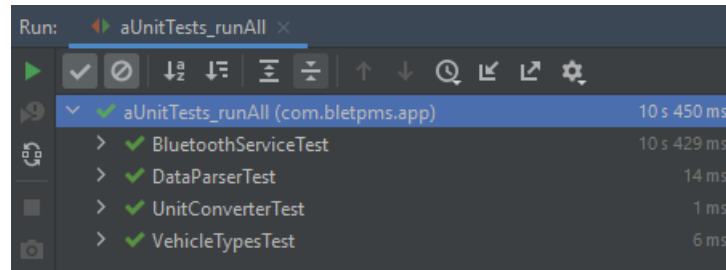 Run: aUnitTests_runAll
aUnitTests_runAll (com.bletpms.app) 10 s 450 ms
BluetoothServiceTest 10 s 429 ms
DataParserTest 14 ms
UnitConverterTest 1 ms
VehicleTypesTest 6 ms